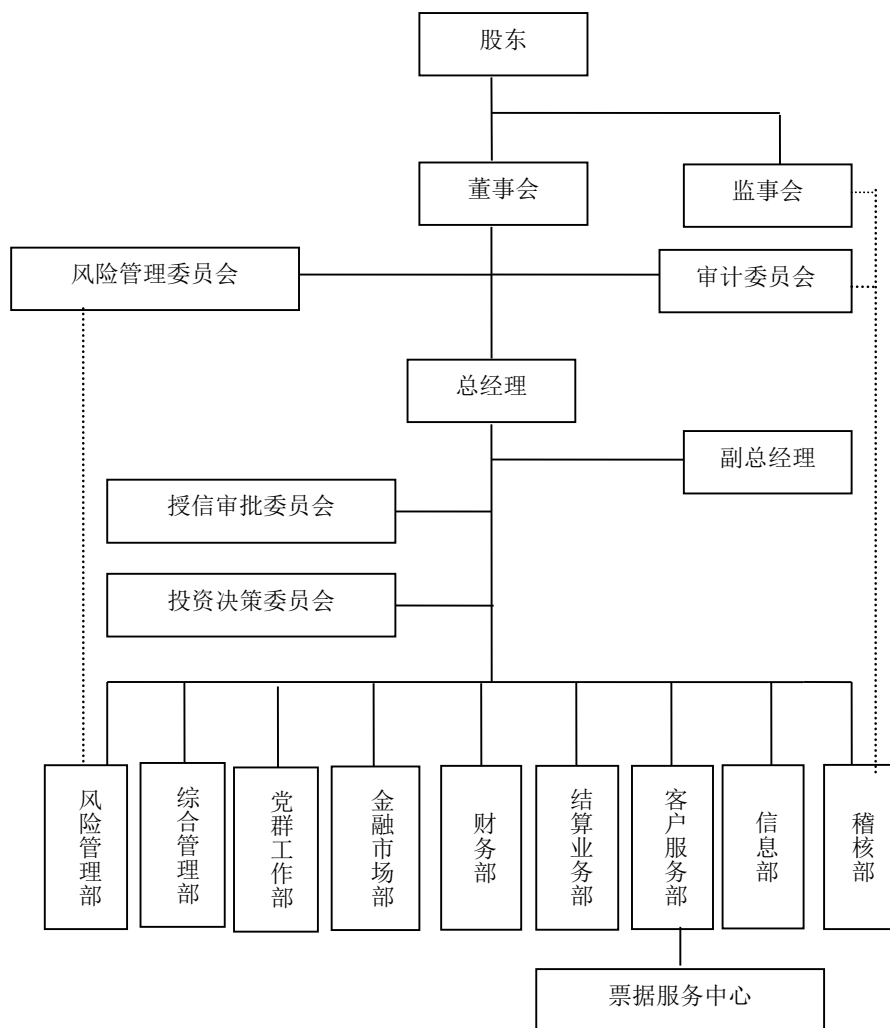 股东
董事会
监事会
风险管理委员会
审计委员会
总经理
副总经理
授信审批委员会
投资决策委员会
风险管理部
综合管理部
党群工作部
金融市场部
财务部
结算业务部
客户服务部
信息部
稽核部
票据服务中心